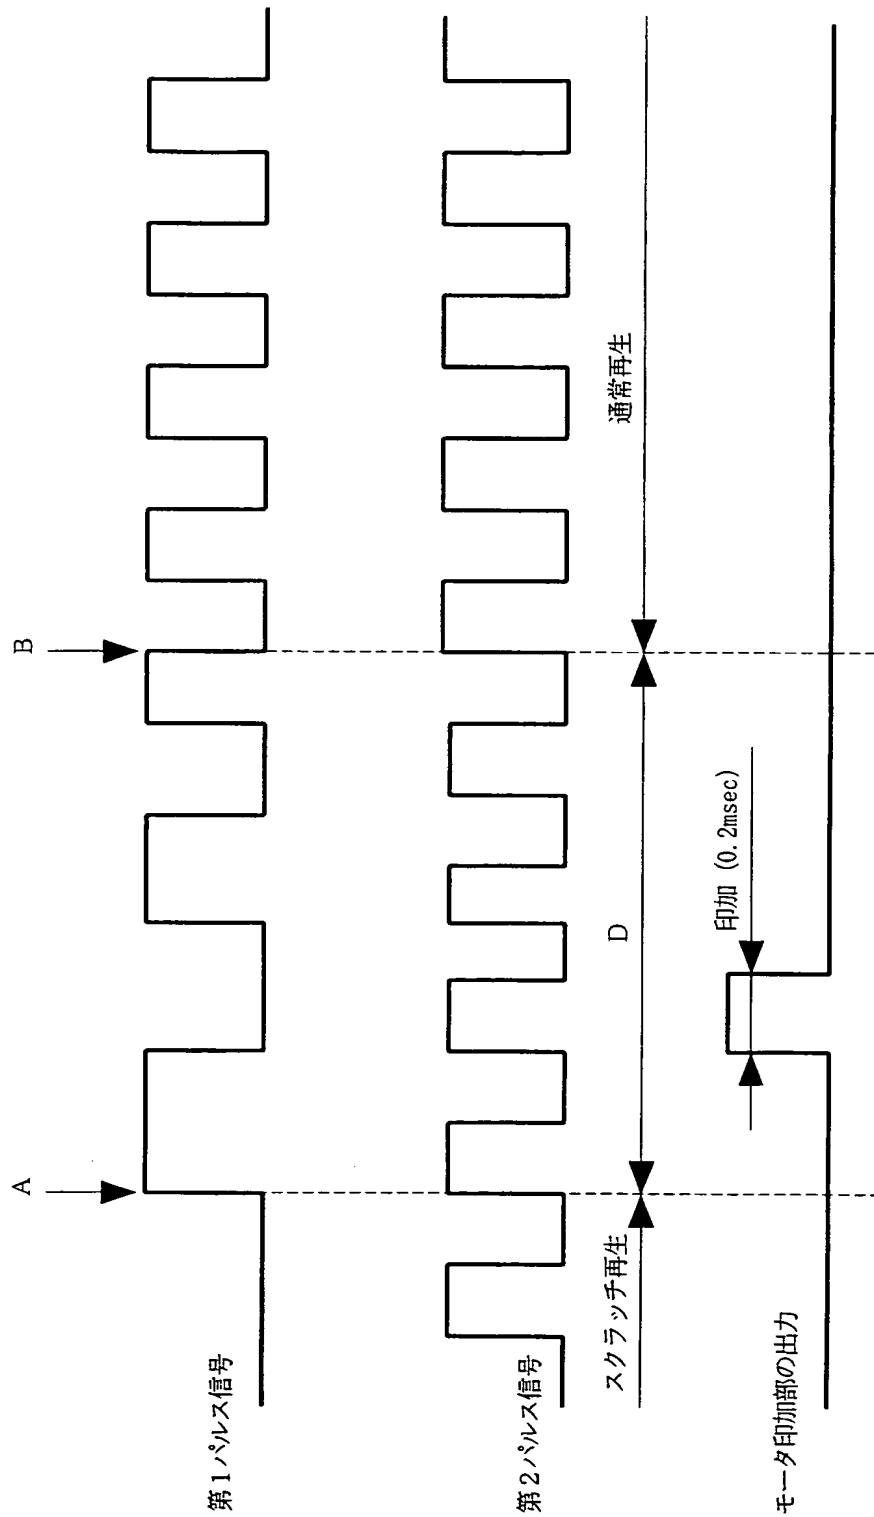 A
B
第1パルス信号
第2パルス信号
スクラッチ再生
D
通常再生
印加 (0.2msec)
モータ印加部の出力